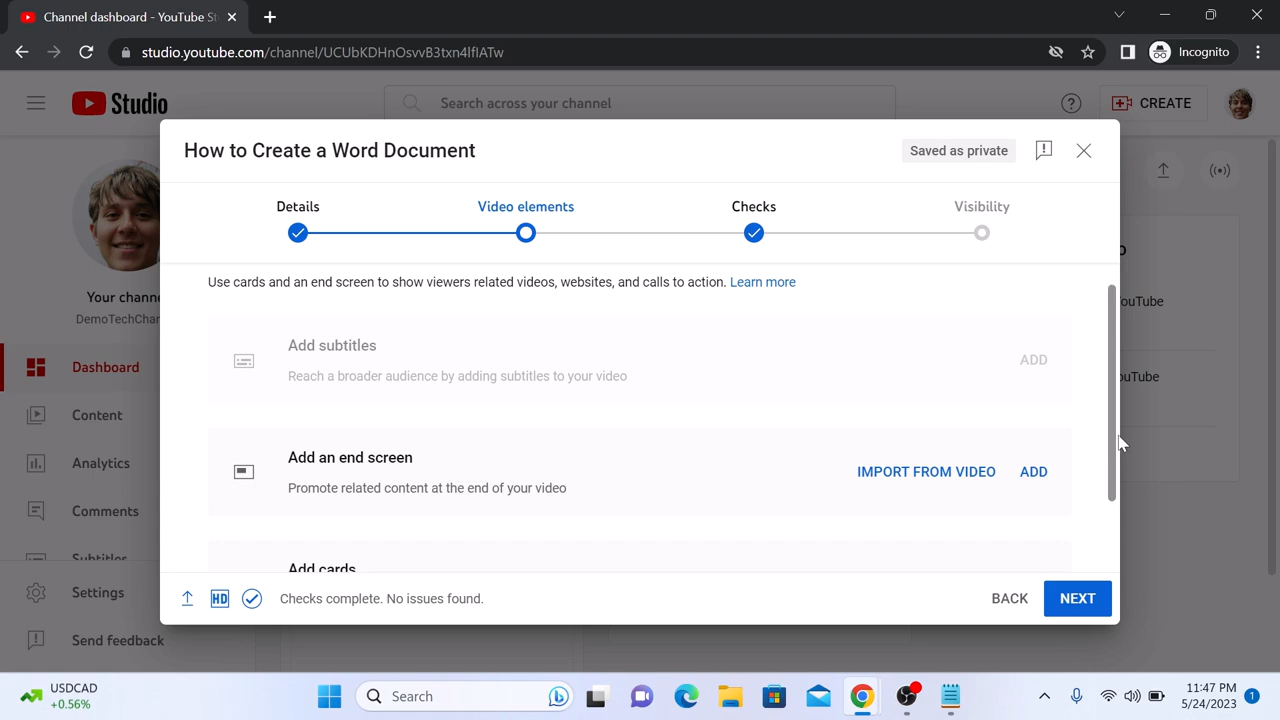 Channel dashboard - YouTube St
studio.youtube.com/channel/UCUbKDHnOsvvB3txn4lflATw
Incognito
Studio
Search across your channel
CREATE
How to Create a Word Document
Saved as private
Details
Video elements
Checks
Visibility
Use cards and an end screen to show viewers related videos, websites, and calls to action. Learn more
Add subtitles
Reach a broader audience by adding subtitles to your video
ADD
Add an end screen
Promote related content at the end of your video
IMPORT FROM VIDEO
ADD
Add cards
HD
Checks complete. No issues found.
BACK
NEXT
Your chann
DemoTechChan
Dashboard
Content
Analytics
Comments
Subtitles
Settings
Send feedback
o
ouTube
ouTube
USDCAD
+0.56%
Search
11:47 PM
5/24/2023
1